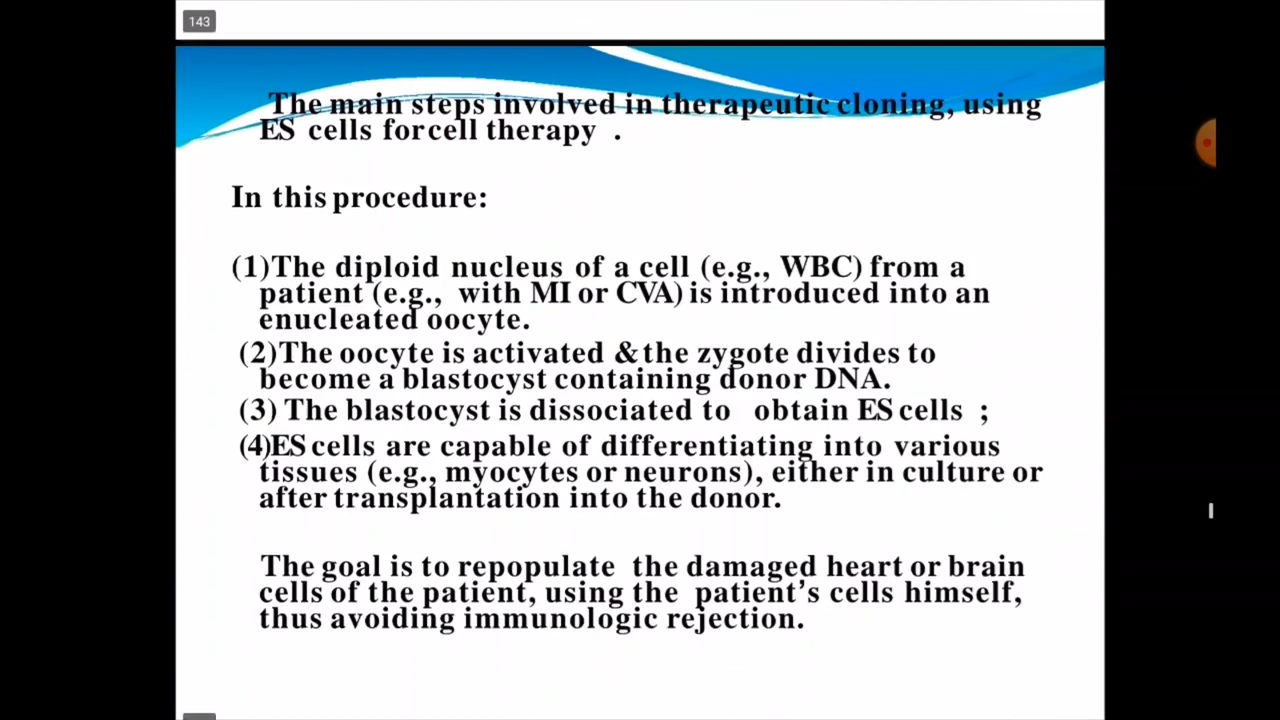 143
The main steps involved in therapeutic cloning, using
ES cells forcell therapy .
In this procedure:
(1)The diploid nucleus of a cell (e.g., WBC) from a
patient (e.g., with MI or CVA) is introduced into an
enucleated oocyte.
(2)The oocyte is activated &the zygote divides to
become a blastocyst containing donor DNA.
(3) The blastocyst is dissociated to obtain ES cells ;
(4)ES cells are capable of differentiating into various
tissues (e.g., myocytes or neurons), either in culture or
after transplantation into the donor.
The goal is to repopulate the damaged heart or brain
cells of the patient, using the patient's cells himself,
thus avoiding immunologic rejection.